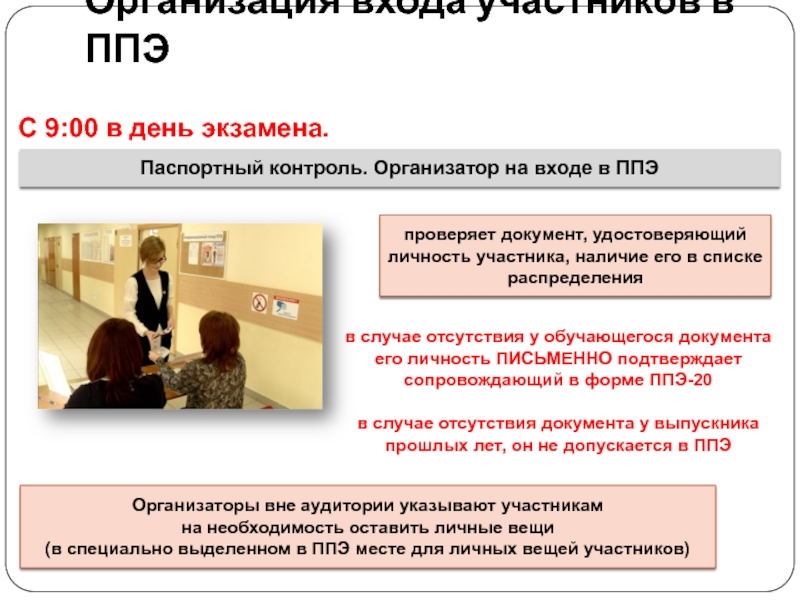 Организация входа участников в
ППЭ
С 9:00 в день экзамена.
Паспортный контроль. Организатор на входе в ППЭ
проверяет документ, удостоверяющий
личность участника, наличие его в списке
распределения
в случае отсутствия у обучающегося документа
его личность ПИСЬМЕННО подтверждает
сопровождающий в форме ППЭ-20
в случае отсутствия документа у выпускника
прошлых лет, он не допускается в ППЭ
Организаторы вне аудитории указывают участникам
на необходимость оставить личные вещи
(в специально выделенном в ППЭ месте для личных вещей участников)